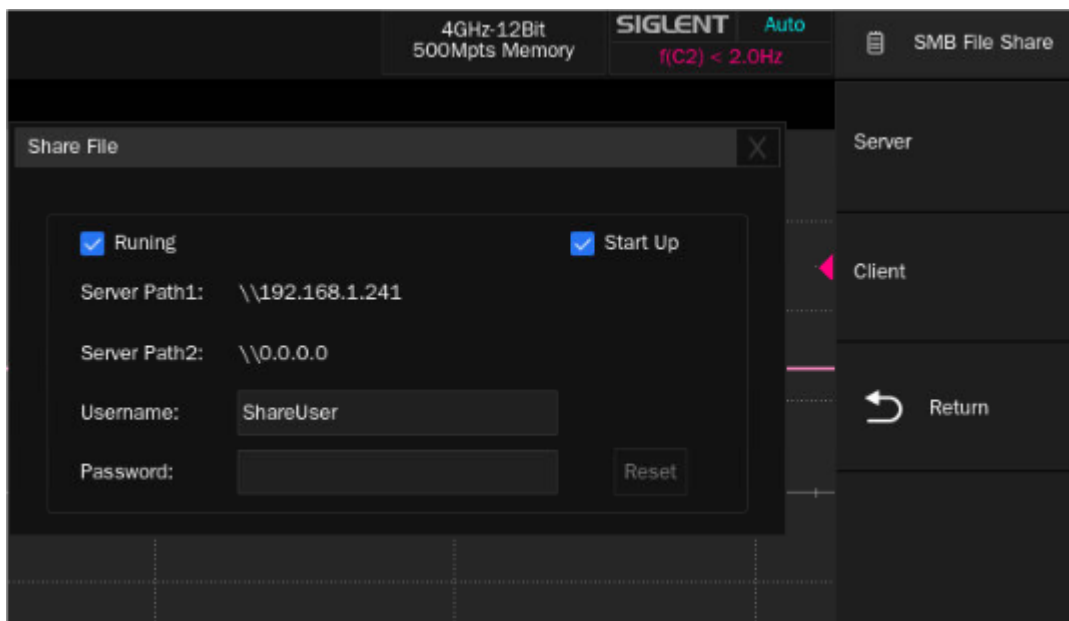 4GHz-12Bit
500Mpts Memory
SIGLENT Auto
f(C2) < 2.0Hz
SMB File Share
Share File X
Server
Runing Start Up
Server Path1: \\192.168.1.241
Client
Server Path2: \\0.0.0.0
Username: ShareUser
Return
Password: Reset